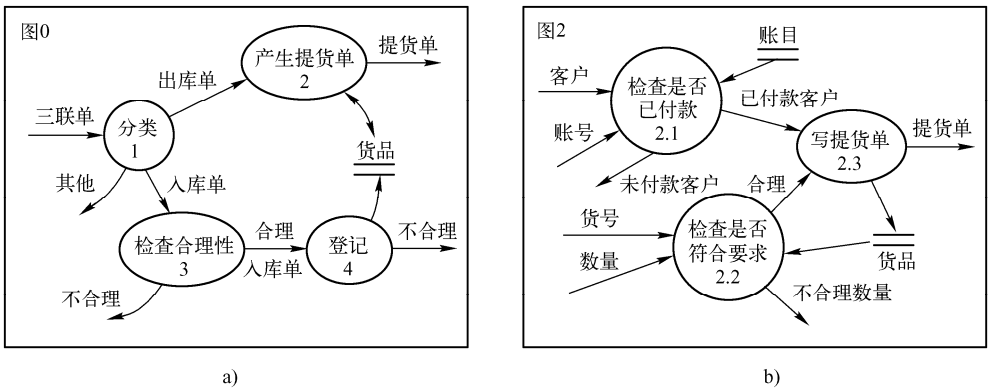 图0
产生提货单
2
提货单
出库单
三联单
分类
1
货品
其他
入库单
检查合理性
3
合理
入库单
登记
4
不合理
不合理
a)
图2
账目
客户
检查是否
已付款
2.1
已付款客户
账号
写提货单
2.3
提货单
未付款客户
合理
货号
检查是否
符合要求
2.2
数量
货品
不合理数量
b)